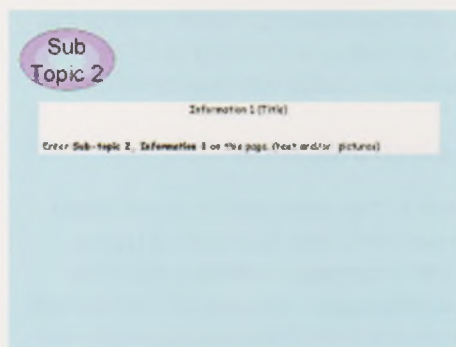 Sub
Topic 2
Information 1 (Title)
Enter Sub-topic 2, Information 1 on this page. (text and/or pictures)